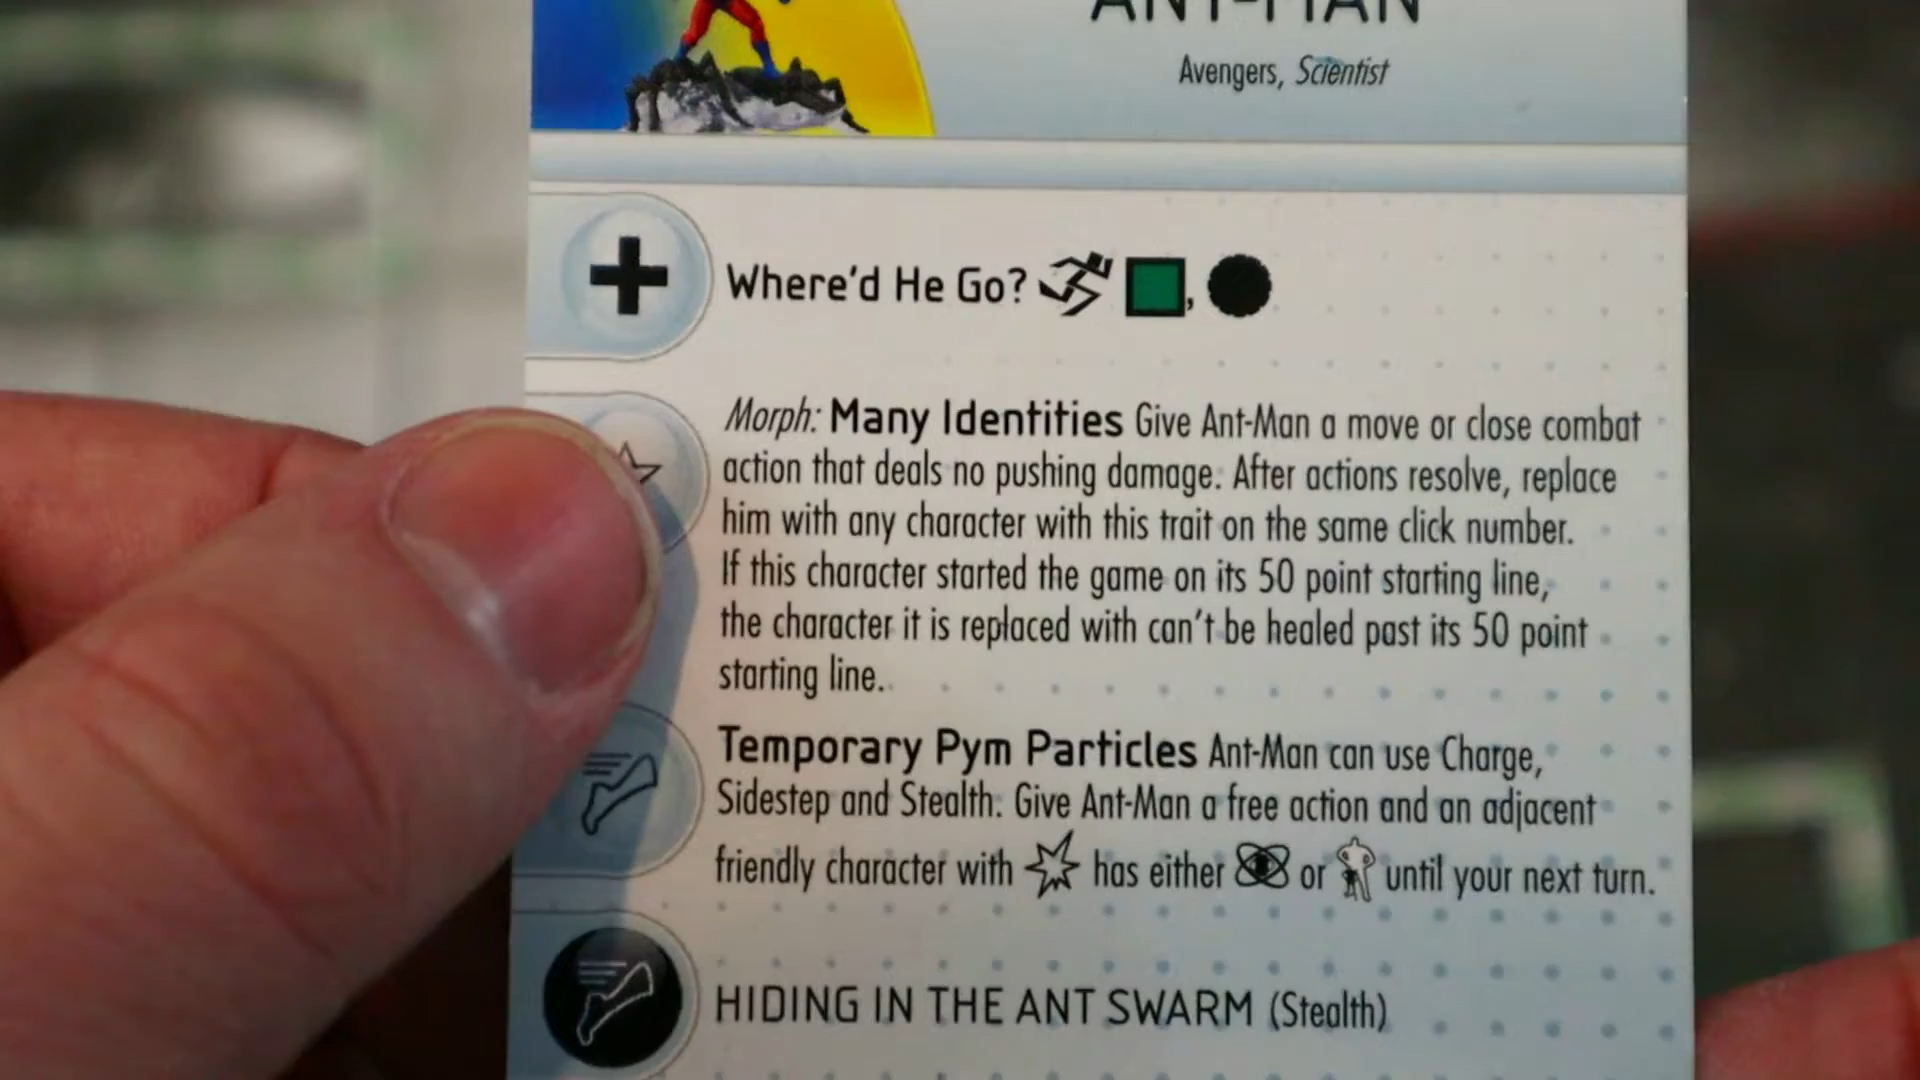 ANT-MAN
Avengers, Scientist
Where'd He Go? ,
Morph: Many Identities Give Ant-Man a move or close combat
action that deals no pushing damage. After actions resolve, replace
him with any character with this trait on the same click number.
If this character started the game on its 50 point starting line,
the character it is replaced with can't be healed past its 50 point
starting line.
Temporary Pym Particles Ant-Man can use Charge,
Sidestep and Stealth. Give Ant-Man a free action and an adjacent
friendly character with has either or until your next turn.
HIDING IN THE ANT SWARM (Stealth)